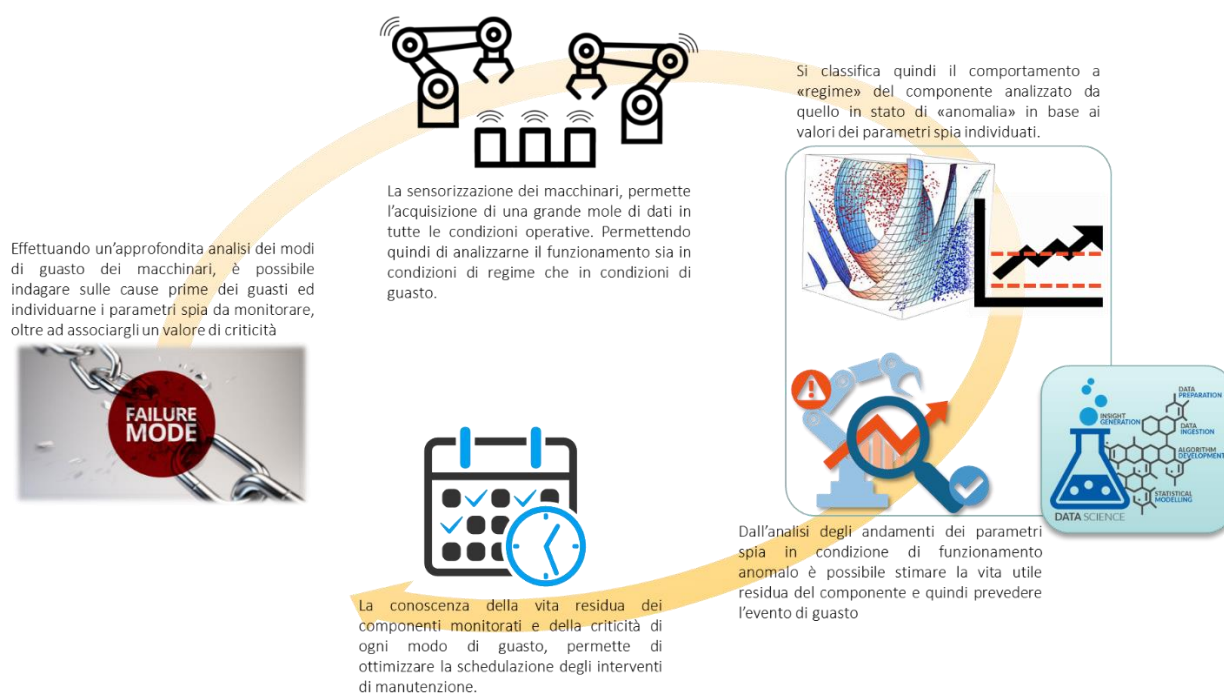 Effettuando un'approfondita analisi dei modi
di guasto dei macchinari, è possibile
indagare sulle cause prime dei guasti ed
individuarne i parametri spia da monitorare,
oltre ad associargli un valore di criticità
FAILURE
MODE
La sensorizzazione dei macchinari, permette
l'acquisizione di una grande mole di dati in
tutte le condizioni operative. Permettendo
quindi di analizzarne il funzionamento sia in
condizioni di regime che in condizioni di
guasto.
Si classifica quindi il comportamento a
«regime» del componente analizzato da
quello in stato di «anomalia» in base ai
valori dei parametri spia individuati.
DATA
PREPARATION
INSIGHT
GENERATION
DATA
INGESTION
ALGORITHM
DEVELOPMENT
STATISTICAL
MODELLING
DATA SCIENCE
Dall'analisi degli andamenti dei parametri
spia in condizione di funzionamento
anomalo è possibile stimare la vita utile
residua del componente e quindi prevedere
l'evento di guasto
La conoscenza della vita residua dei
componenti monitorati e della criticità di
ogni modo di guasto, permette di
ottimizzare la schedulazione degli interventi
di manutenzione.